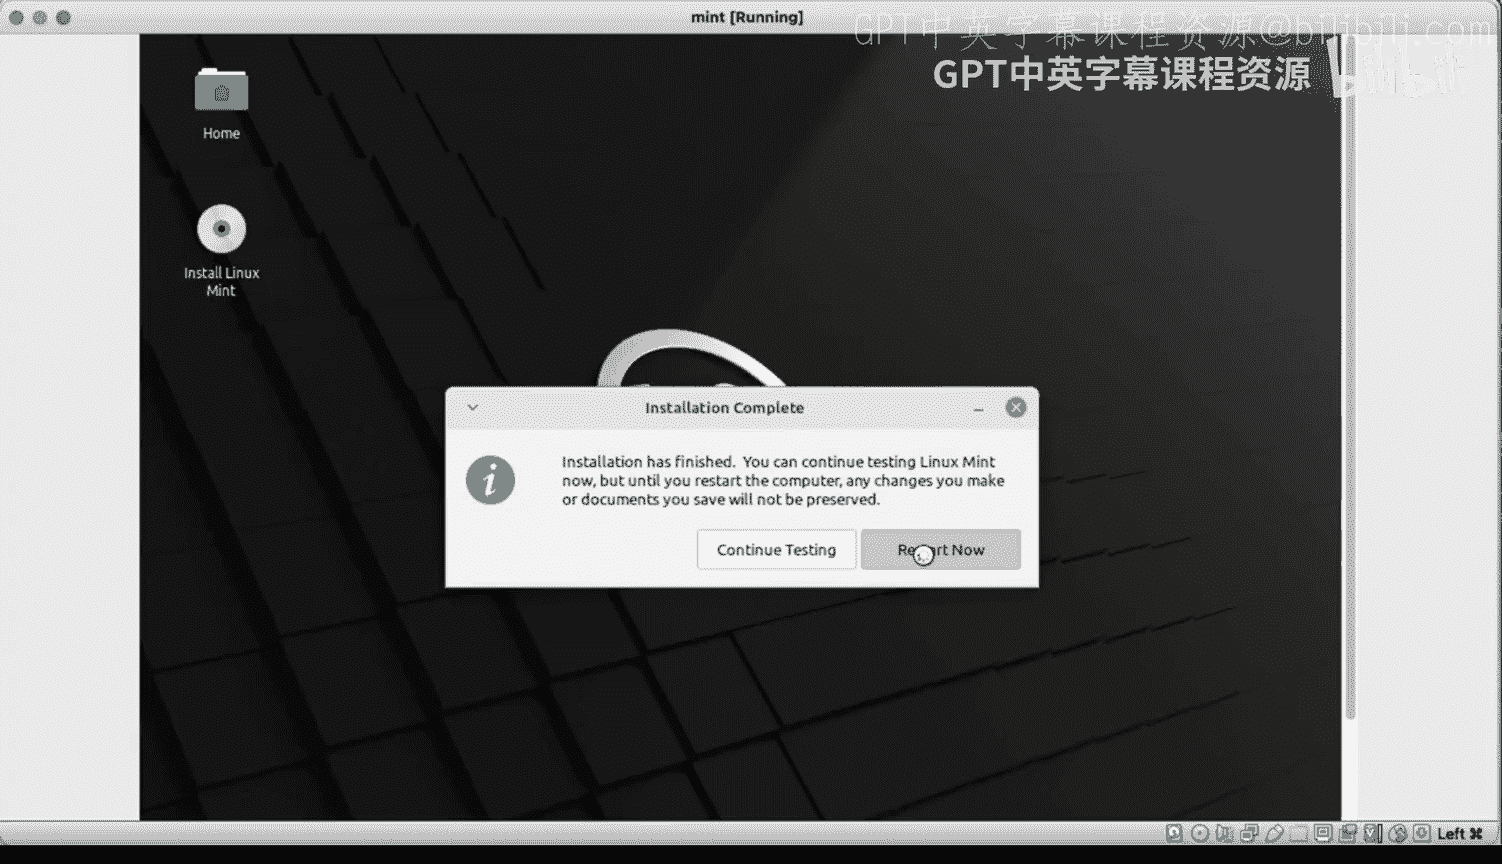 mint [Running]
GPT中英字幕课程资源@bilibili.com
GPT中英字幕课程资源
bilibili
Home
Install Linux
Mint
Installation Complete
Installation has finished. You can continue testing Linux Mint
now, but until you restart the computer, any changes you make
or documents you save will not be preserved.
Continue Testing
Restart Now
Left ⌘